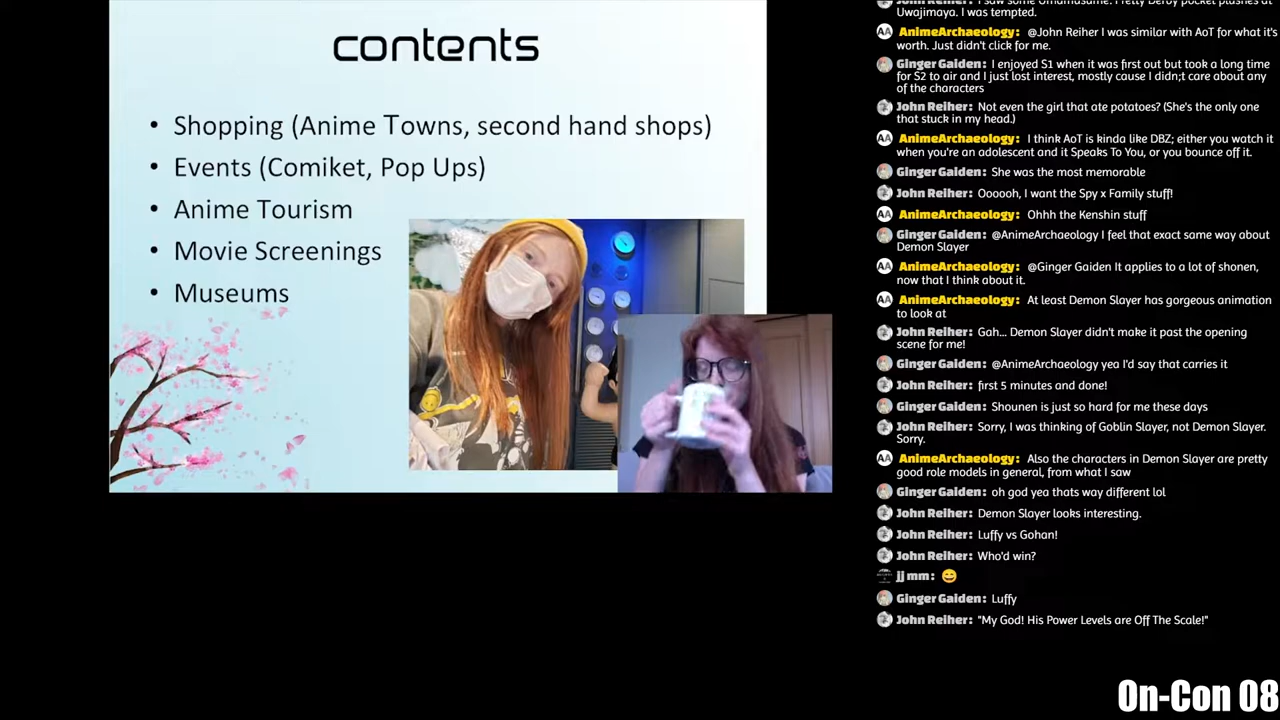 contents
• Shopping (Anime Towns, second hand shops)
• Events (Comiket, Pop Ups)
• Anime Tourism
• Movie Screenings
• Museums
Uwajimaya. I was tempted.
AA AnimeArchaeology: @John Reiher I was similar with AoT for what it's
worth. Just didn't click for me.
Ginger Gaiden: I enjoyed S1 when it was first out but took a long time
for S2 to air and I just lost interest, mostly cause I didn;t care about any
of the characters
John Reiher: Not even the girl that ate potatoes? (She's the only one
that stuck in my head.)
AA AnimeArchaeology: I think AoT is kinda like DBZ; either you watch it
when you're an adolescent and it Speaks To You, or you bounce off it.
Ginger Gaiden: She was the most memorable
John Reiher: Oooooh, I want the Spy x Family stuff!
AA AnimeArchaeology: Ohhh the Kenshin stuff
Ginger Gaiden: @AnimeArchaeology I feel that exact same way about
Demon Slayer
AA AnimeArchaeology: @Ginger Gaiden It applies to a lot of shonen,
now that I think about it.
AA AnimeArchaeology: At least Demon Slayer has gorgeous animation
to look at
John Reiher: Gah... Demon Slayer didn't make it past the opening
scene for me!
Ginger Gaiden: @AnimeArchaeology yea I'd say that carries it
John Reiher: first 5 minutes and done!
Ginger Gaiden: Shounen is just so hard for me these days
John Reiher: Sorry, I was thinking of Goblin Slayer, not Demon Slayer.
Sorry.
AA AnimeArchaeology: Also the characters in Demon Slayer are pretty
good role models in general, from what I saw
Ginger Gaiden: oh god yea thats way different lol
John Reiher: Demon Slayer looks interesting.
John Reiher: Luffy vs Gohan!
John Reiher: Who'd win?
jj mm: 😄
Ginger Gaiden: Luffy
John Reiher: "My God! His Power Levels are Off The Scale!"
On-Con 08